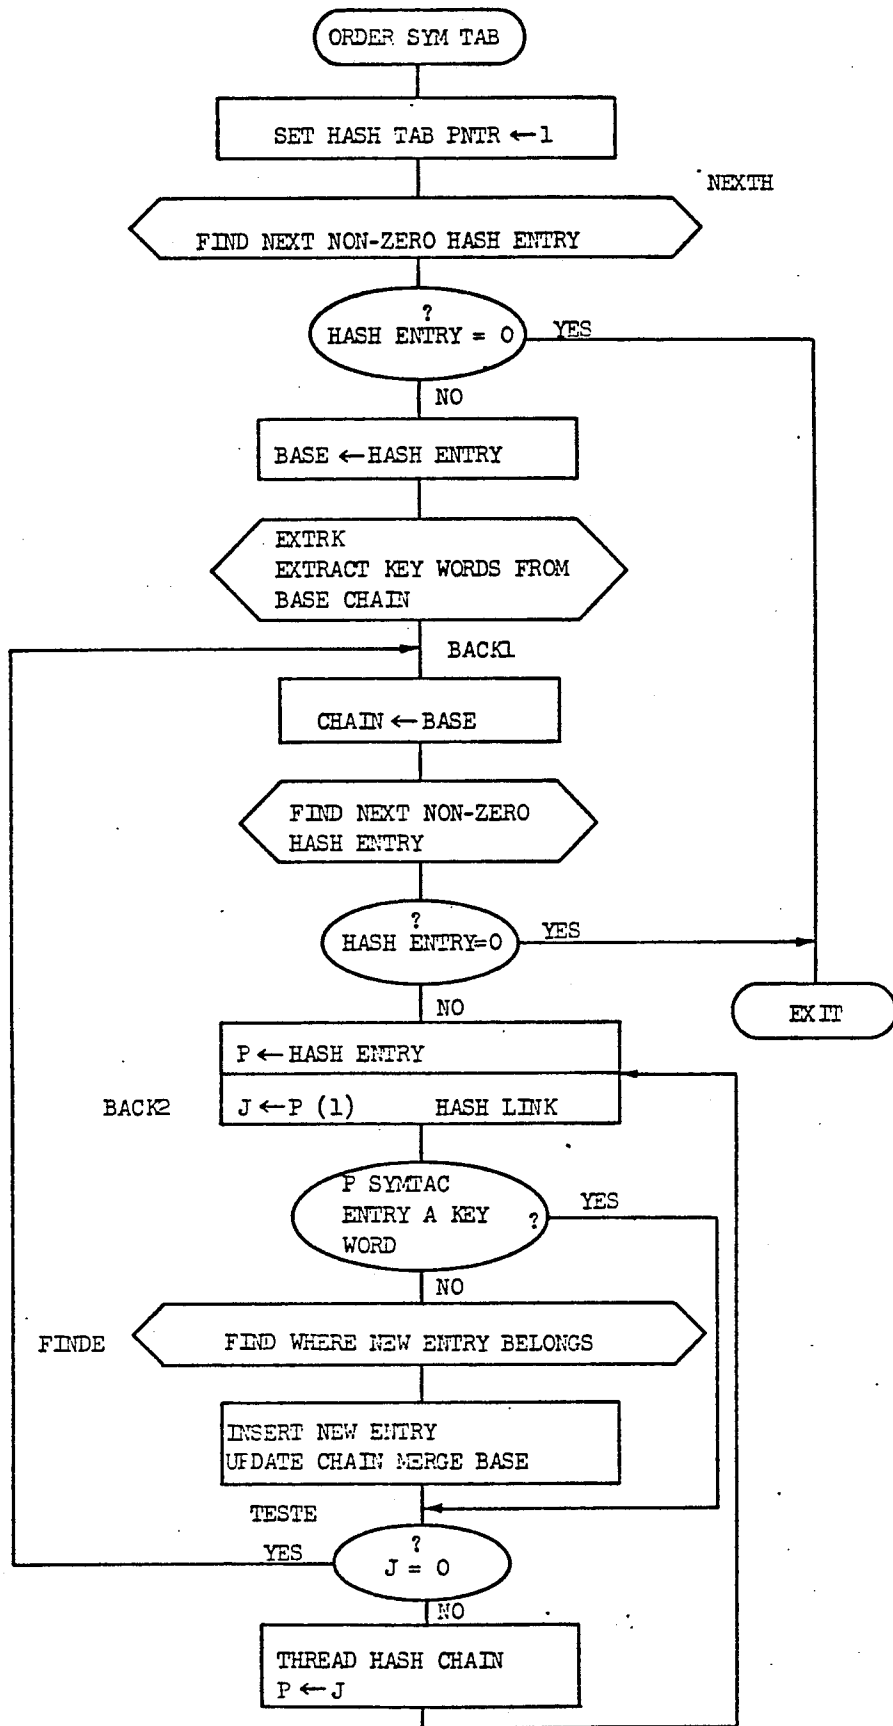 ORDER SYM TAB
SET HASH TAB PNTR ← 1
NEXTH
FIND NEXT NON-ZERO HASH ENTRY
?
HASH ENTRY = 0
YES
NO
BASE ← HASH ENTRY
EXTRK
EXTRACT KEY WORDS FROM
BASE CHAIN
BACK1
CHAIN ← BASE
FIND NEXT NON-ZERO
HASH ENTRY
?
HASH ENTRY=0
YES
NO
EXIT
P ← HASH ENTRY
BACK2
J ← P (1) HASH LINK
P SYMTAC
ENTRY A KEY ?
WORD
YES
NO
FINDE
FIND WHERE NEW ENTRY BELONGS
INSERT NEW ENTRY
UPDATE CHAIN MERGE BASE
TESTE
?
J = 0
YES
NO
THREAD HASH CHAIN
P ← J